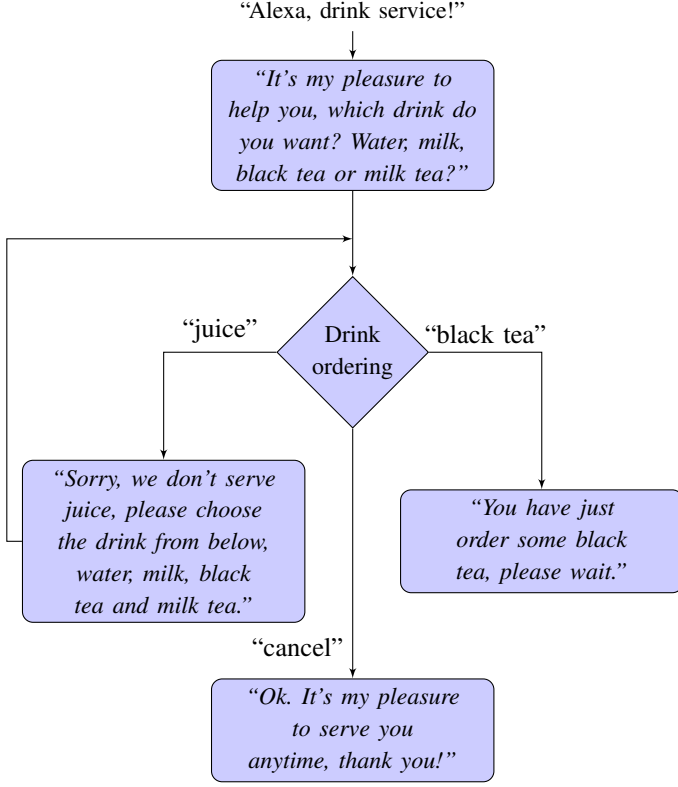 “Alexa, drink service!”
“It's my pleasure to
help you, which drink do
you want? Water, milk,
black tea or milk tea?”
“juice”
Drink
ordering
“black tea”
“Sorry, we don't serve
juice, please choose
the drink from below,
water, milk, black
tea and milk tea.”
“You have just
order some black
tea, please wait.”
“cancel”
“Ok. It's my pleasure
to serve you
anytime, thank you!”